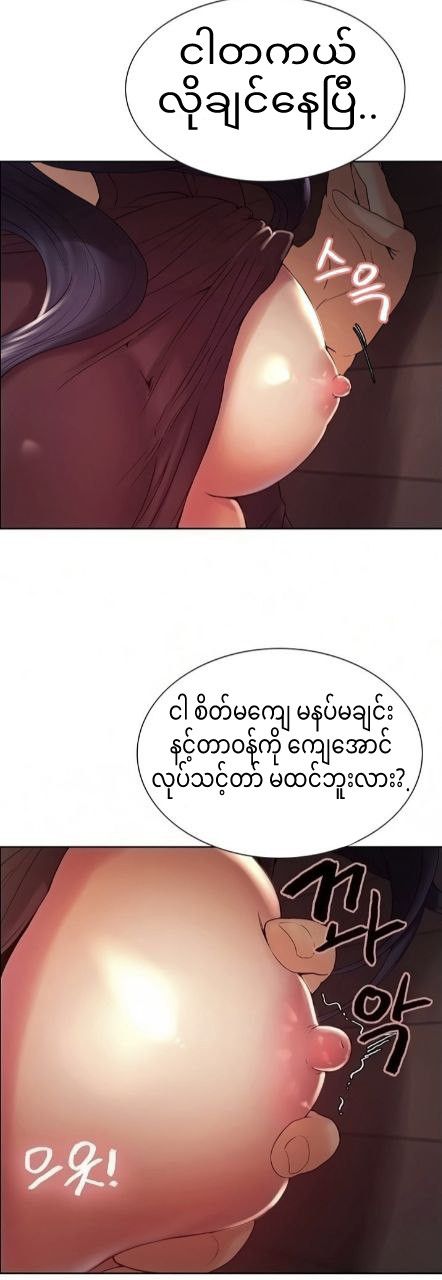 ငါတကယ်
လိုချင်နေပြီ..
스윽
ငါ စိတ်မကျေ မနပ်မချင်း
နင့်တာဝန်ကို ကျေအောင်
လုပ်သင့်တာ် မထင်ဘူးလား?
콰
악
으읏!